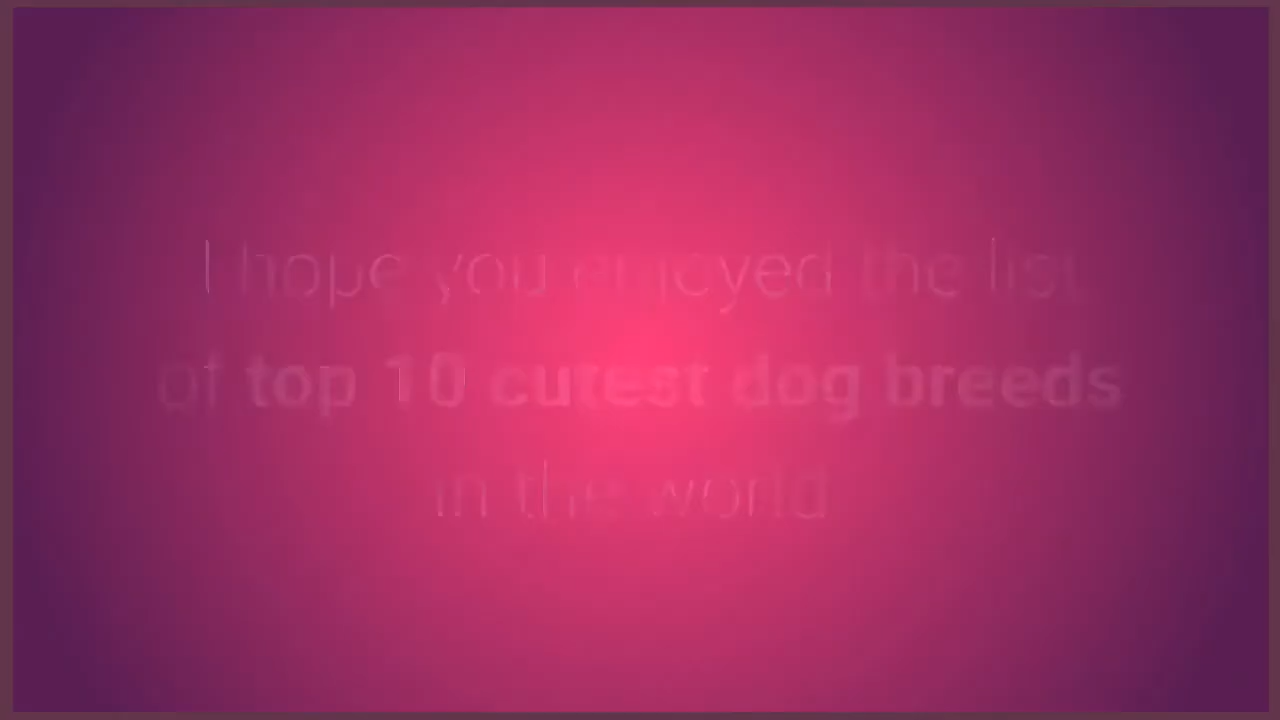 I hope you enjoyed the list
of top 10 cutest dog breeds
in the world